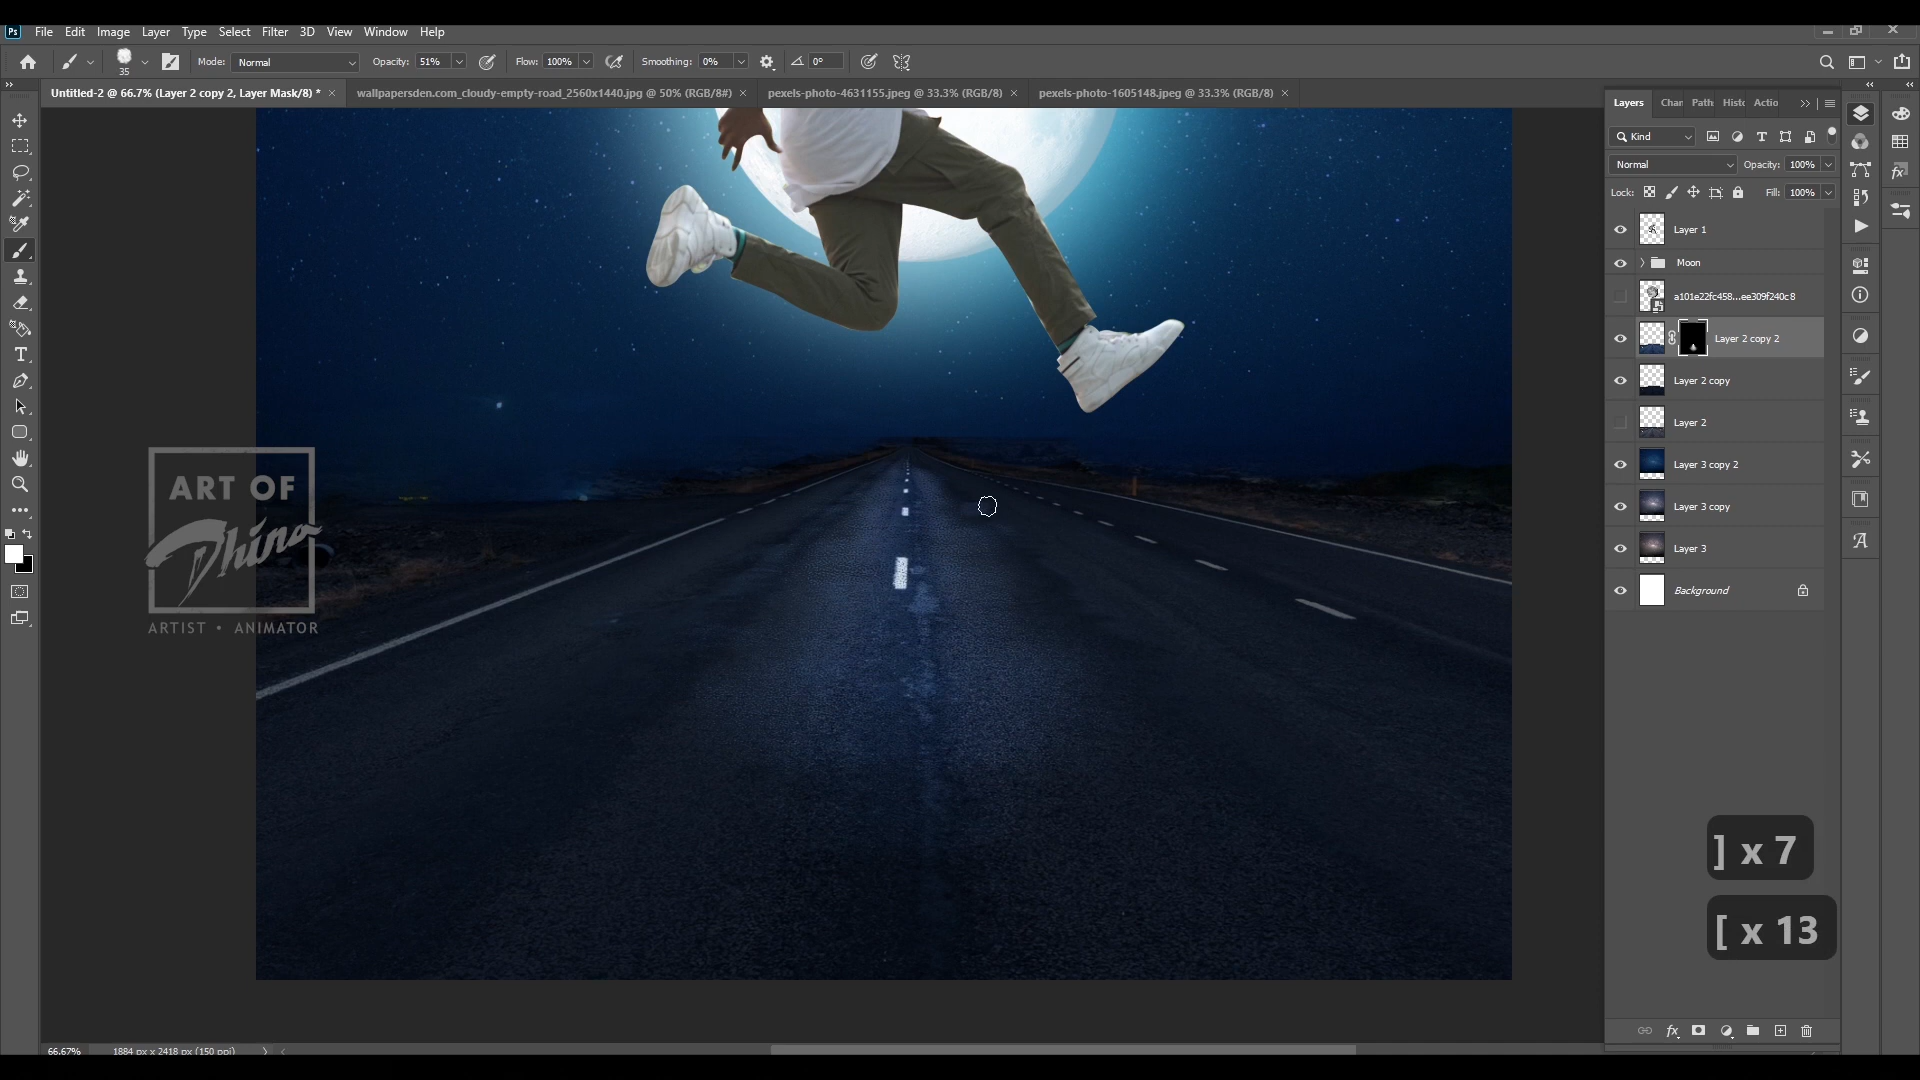 Ps File Edit Image Layer Type Select Filter 3D View Window Help
35 Mode: Normal Opacity: 51% Flow: 100% Smoothing: 0% 0°
Untitled-2 @ 66.7% (Layer 2 copy 2, Layer Mask/8) * × wallpapersden.com_cloudy-empty-road_2560x1440.jpg @ 50% (RGB/8#) × pexels-photo-4631155.jpeg @ 33.3% (RGB/8) × pexels-photo-1605148.jpeg @ 33.3% (RGB/8) ×
Layers Chan Path Histo Actio
Kind
Normal Opacity: 100%
Lock: Fill: 100%
Layer 1
Moon
a101e22fc458...ee309f240c8
Layer 2 copy 2
Layer 2 copy
Layer 2
Layer 3 copy 2
Layer 3 copy
Layer 3
Background
ART OF
Dhina
ARTIST • ANIMATOR
] x 7
[ x 13
66.67% 1884 px x 2418 px (150 ppi)